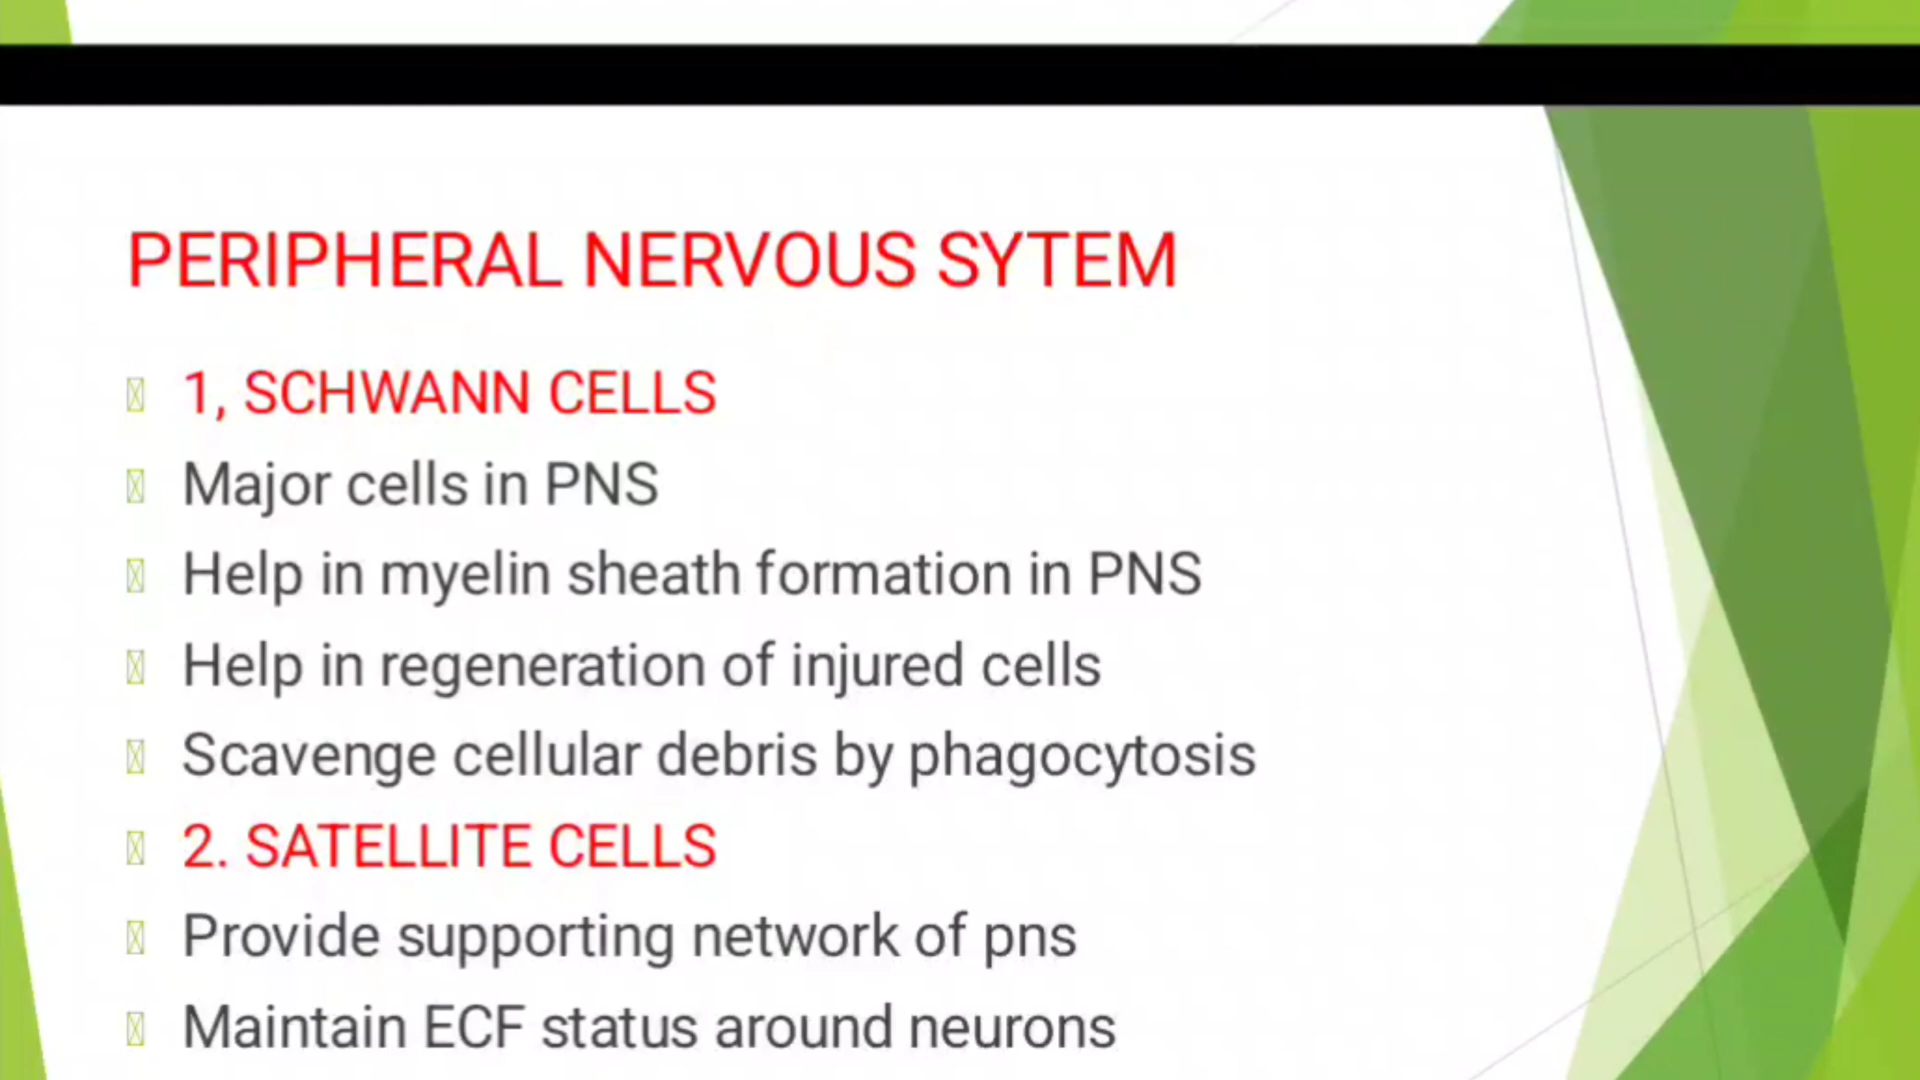 PERIPHERAL NERVOUS SYTEM
1, SCHWANN CELLS
Major cells in PNS
Help in myelin sheath formation in PNS
Help in regeneration of injured cells
Scavenge cellular debris by phagocytosis
2. SATELLITE CELLS
Provide supporting network of pns
Maintain ECF status around neurons